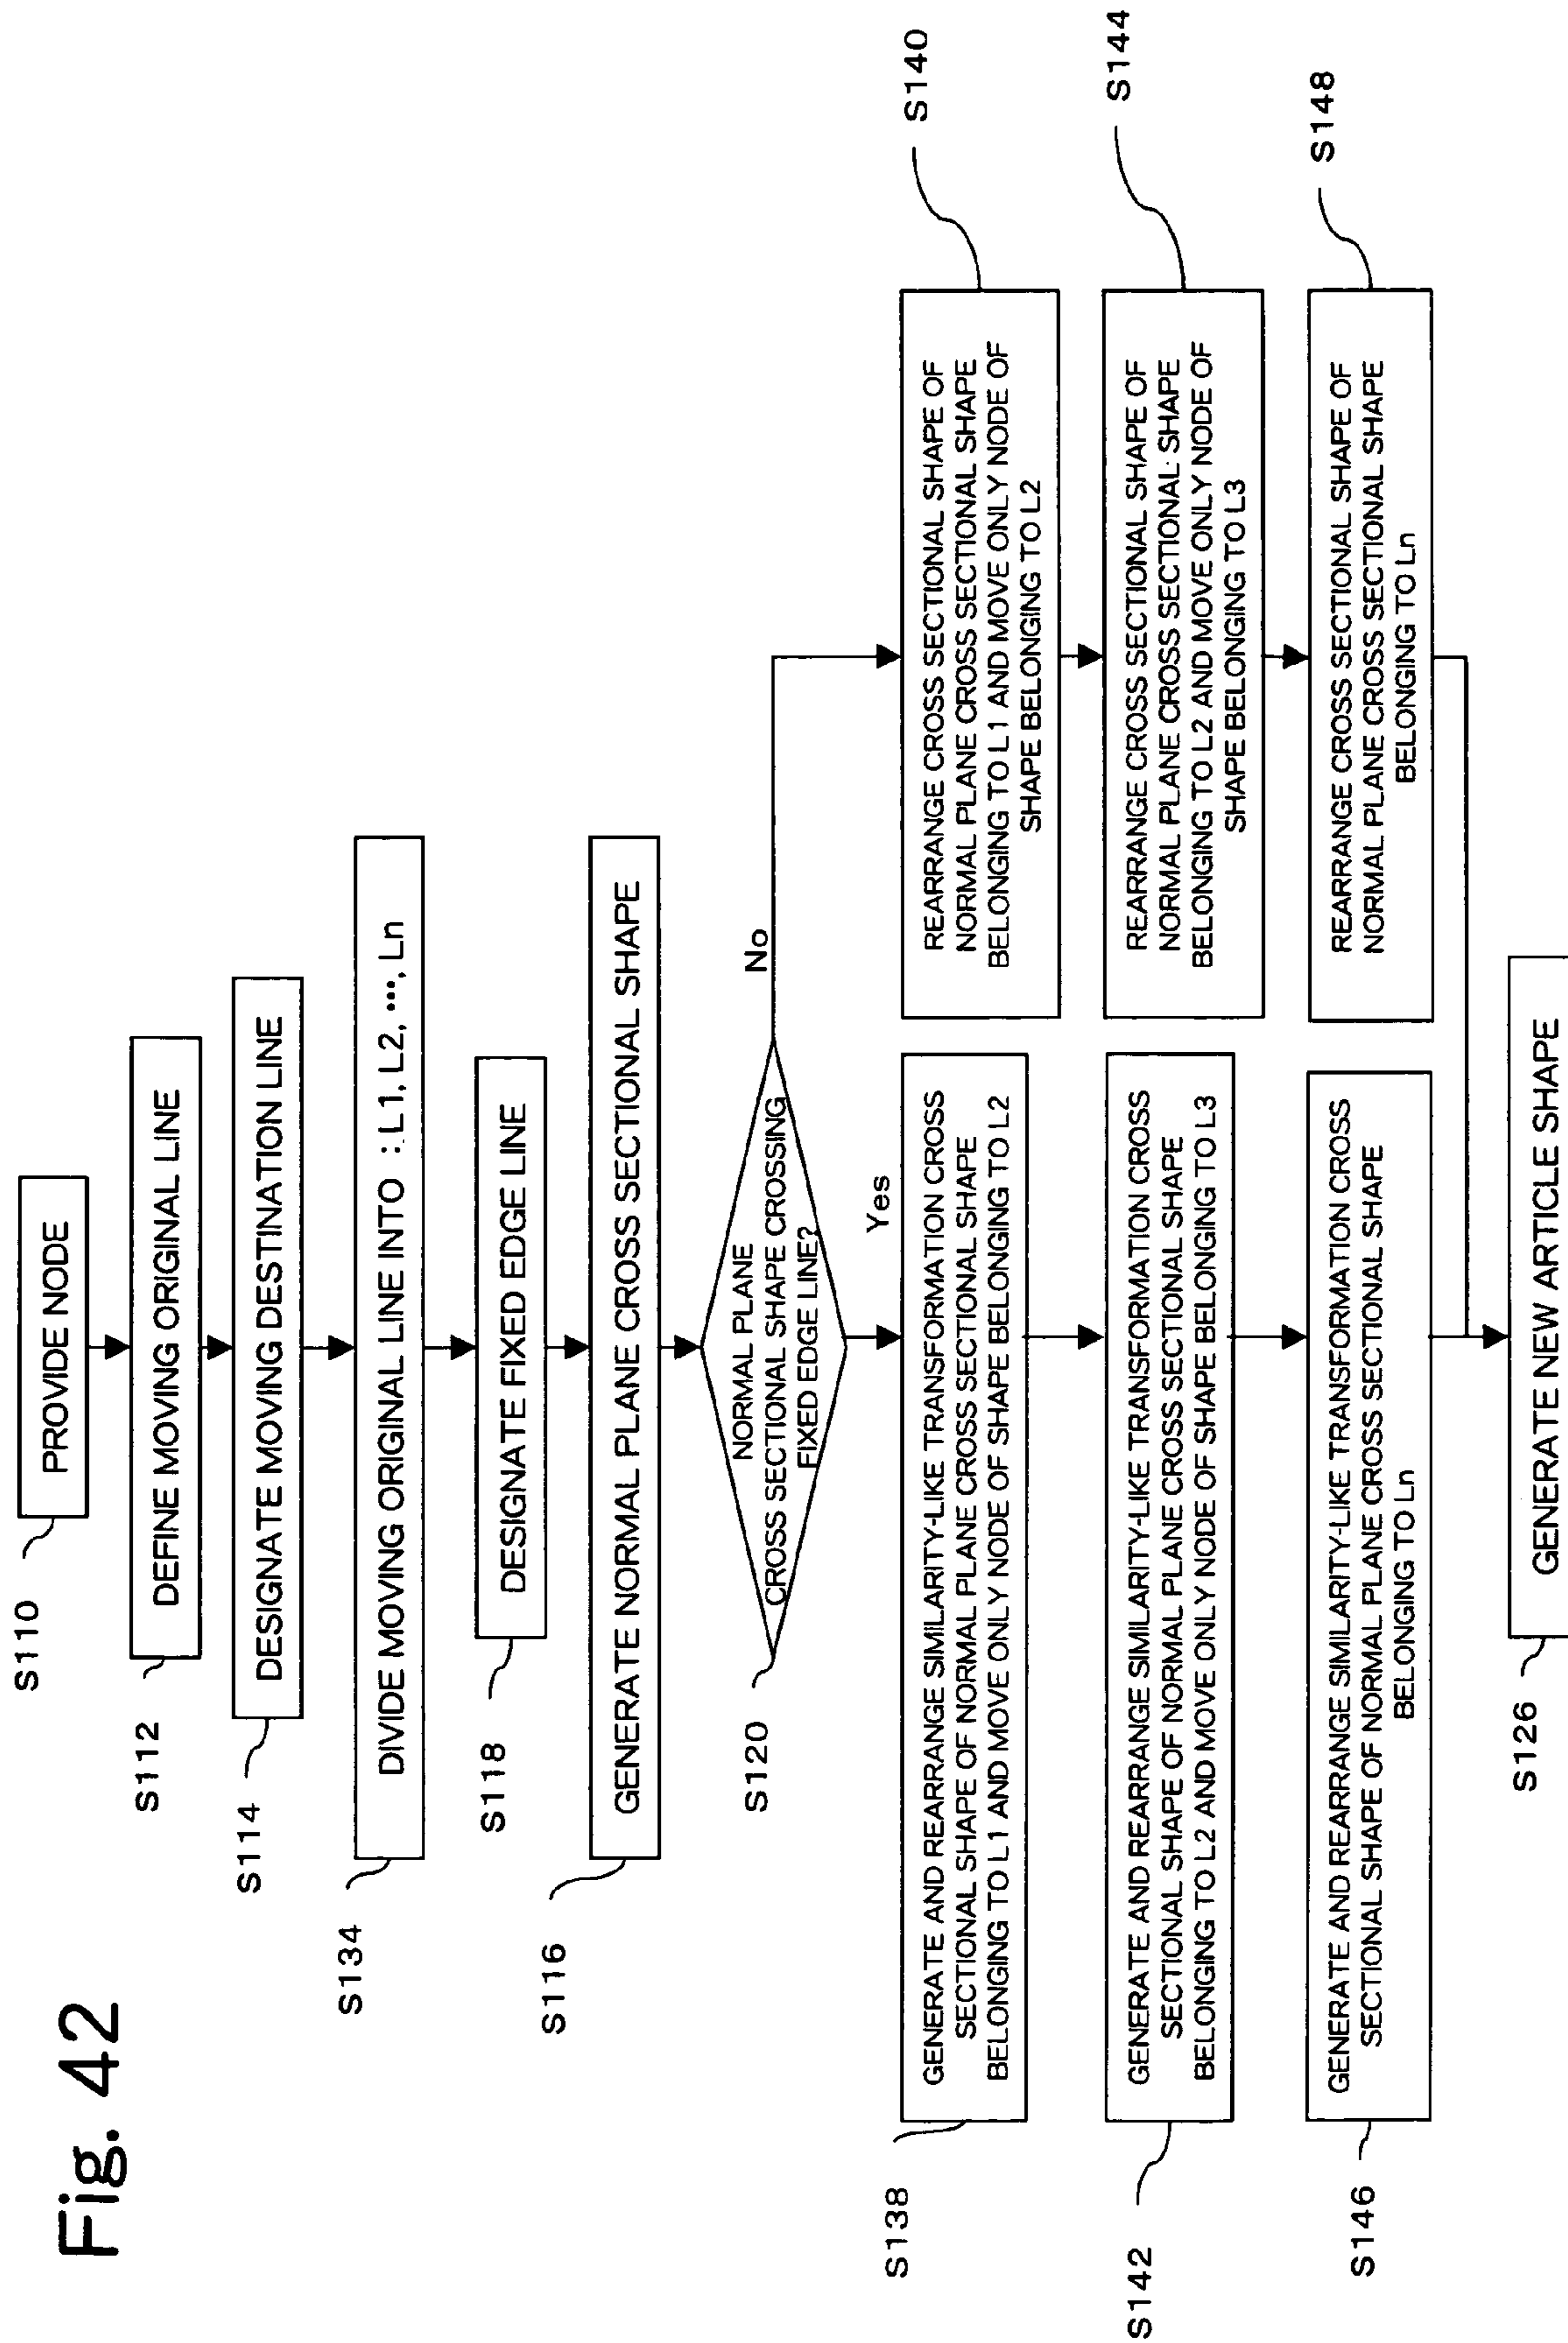 Fig. 42
S110
PROVIDE NODE
S112
DEFINE MOVING ORIGINAL LINE
S114
DESIGNATE MOVING DESTINATION LINE
S134
DIVIDE MOVING ORIGINAL LINE INTO : L1, L2, ···, Ln
S118
DESIGNATE FIXED EDGE LINE
S116
GENERATE NORMAL PLANE CROSS SECTIONAL SHAPE
S120
NORMAL PLANE
CROSS SECTIONAL SHAPE CROSSING
FIXED EDGE LINE?
No
Yes
S138
GENERATE AND REARRANGE SIMILARITY-LIKE TRANSFORMATION CROSS
SECTIONAL SHAPE OF NORMAL PLANE CROSS SECTIONAL SHAPE
BELONGING TO L1 AND MOVE ONLY NODE OF SHAPE BELONGING TO L2
S140
REARRANGE CROSS SECTIONAL SHAPE OF
NORMAL PLANE CROSS SECTIONAL SHAPE
BELONGING TO L1 AND MOVE ONLY NODE OF
SHAPE BELONGING TO L2
S142
GENERATE AND REARRANGE SIMILARITY-LIKE TRANSFORMATION CROSS
SECTIONAL SHAPE OF NORMAL PLANE CROSS SECTIONAL SHAPE
BELONGING TO L2 AND MOVE ONLY NODE OF SHAPE BELONGING TO L3
S144
REARRANGE CROSS SECTIONAL SHAPE OF
NORMAL PLANE CROSS SECTIONAL SHAPE
BELONGING TO L2 AND MOVE ONLY NODE OF
SHAPE BELONGING TO L3
S146
GENERATE AND REARRANGE SIMILARITY-LIKE TRANSFORMATION CROSS
SECTIONAL SHAPE OF NORMAL PLANE CROSS SECTIONAL SHAPE
BELONGING TO Ln
S148
REARRANGE CROSS SECTIONAL SHAPE OF
NORMAL PLANE CROSS SECTIONAL SHAPE
BELONGING TO Ln
S126
GENERATE NEW ARTICLE SHAPE